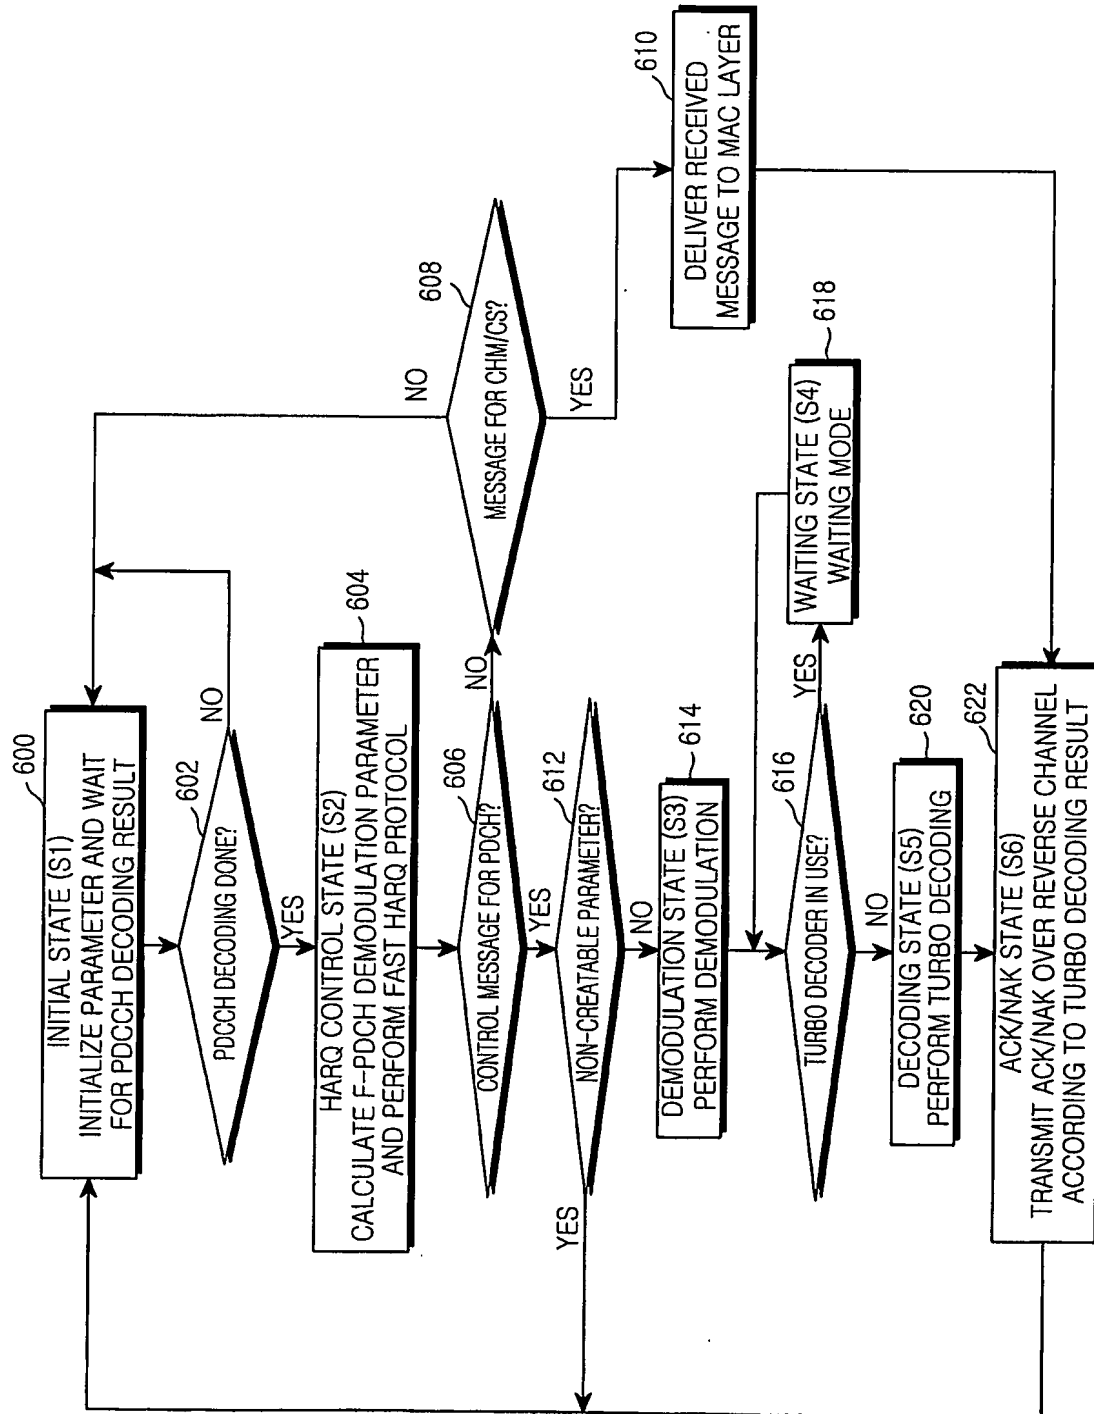 600
INITIAL STATE (S1)
INITIALIZE PARAMETER AND WAIT
FOR PDCCH DECODING RESULT
602
PDCCH DECODING DONE?
NO
YES
604
HARQ CONTROL STATE (S2)
CALCULATE F-PDCH DEMODULATION PARAMETER
AND PERFORM FAST HARQ PROTOCOL
606
CONTROL MESSAGE FOR PDCH?
NO
YES
608
MESSAGE FOR CHM/CS?
NO
YES
610
DELIVER RECEIVED
MESSAGE TO MAC LAYER
612
NON-CREATABLE PARAMETER?
YES
NO
614
DEMODULATION STATE (S3)
PERFORM DEMODULATION
616
TURBO DECODER IN USE?
YES
NO
618
WAITING STATE (S4)
WAITING MODE
620
DECODING STATE (S5)
PERFORM TURBO DECODING
622
ACK/NAK STATE (S6)
TRANSMIT ACK/NAK OVER REVERSE CHANNEL
ACCORDING TO TURBO DECODING RESULT